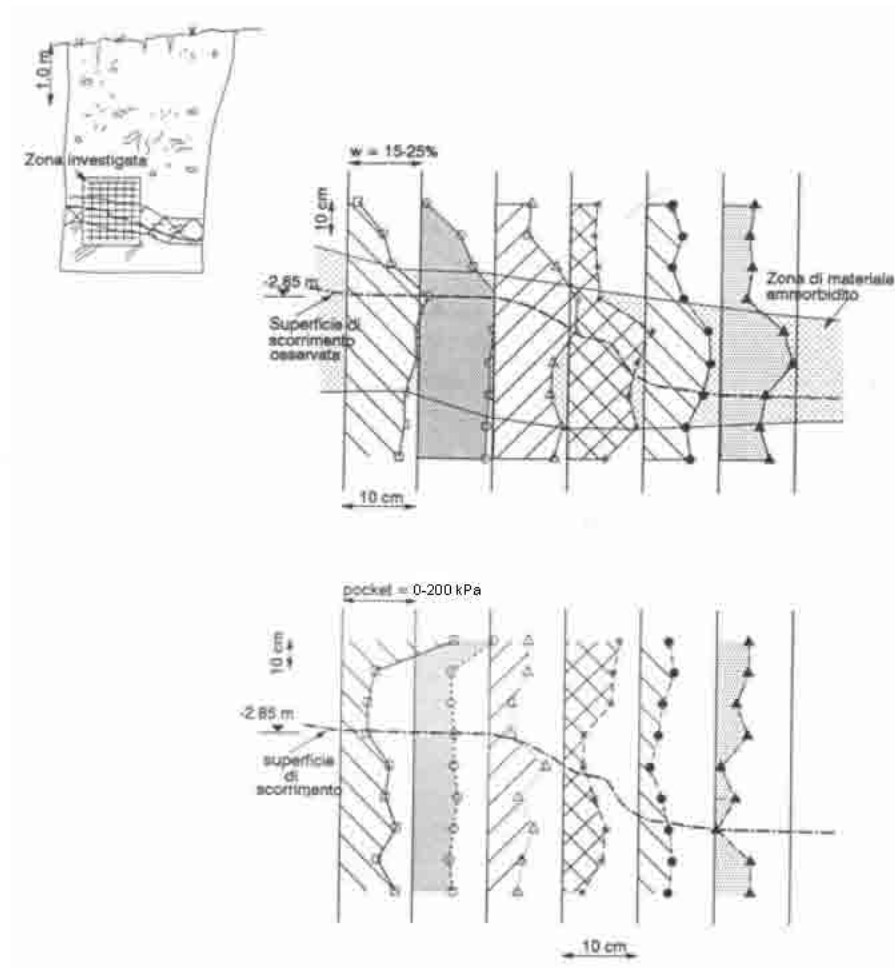 1.0 m
Zona investigata
w = 15-25%
10 cm
-2.85 m
Superficie di
scorrimento
osservata
Zona di materiale
ammorbidito
10 cm
pocket = 0-200 kPa
10 cm
-2.85 m
superficie
di
scorrimento
10 cm